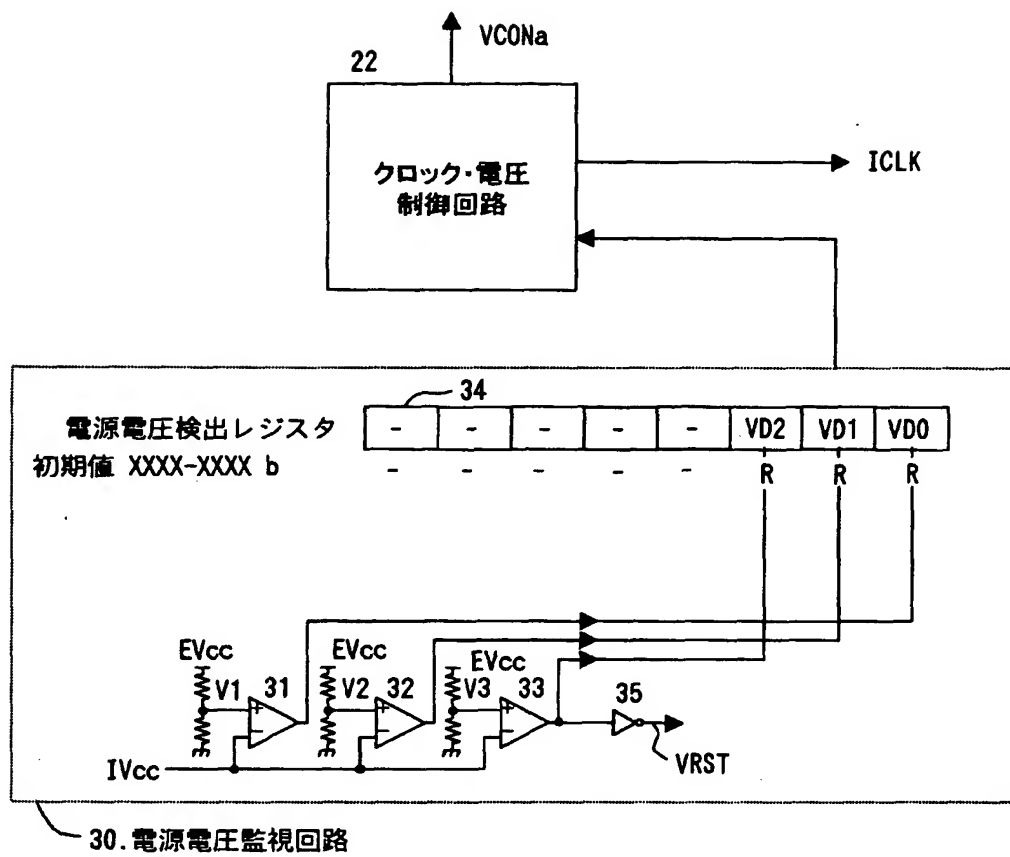 VCONa
22
クロック・電圧
制御回路
ICLK
34
電源電圧検出レジスタ - - - - - VD2 VD1 VD0
初期値 XXXX-XXXX b - - - - - R R R
EVcc EVcc EVcc
V1 31 V2 32 V3 33 35
+ + +
- - -
IVcc
VRST
30.電源電圧監視回路